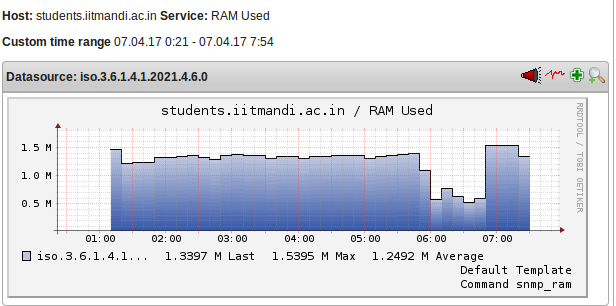 Host: students.iitmandi.ac.in Service: RAM Used
Custom time range 07.04.17 0:21 - 07.04.17 7:54
Datasource: iso.3.6.1.4.1.2021.4.6.0
students.iitmandi.ac.in / RAM Used
RRDTOOL / TOBI OETIKER
1.5 M
1.0 M
0.5 M
01:00 02:00 03:00 04:00 05:00 06:00 07:00
iso.3.6.1.4.1... 1.3397 M Last 1.5395 M Max 1.2492 M Average
Default Template
Command snmp_ram